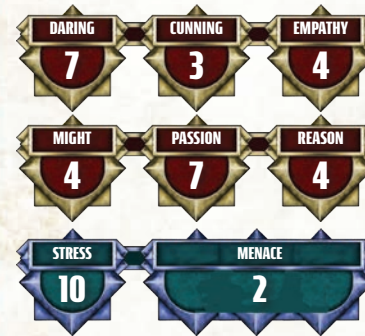 DARING CUNNING EMPATHY
7 3 4
MIGHT PASSION REASON
4 7 4
STRESS MENACE
10 2